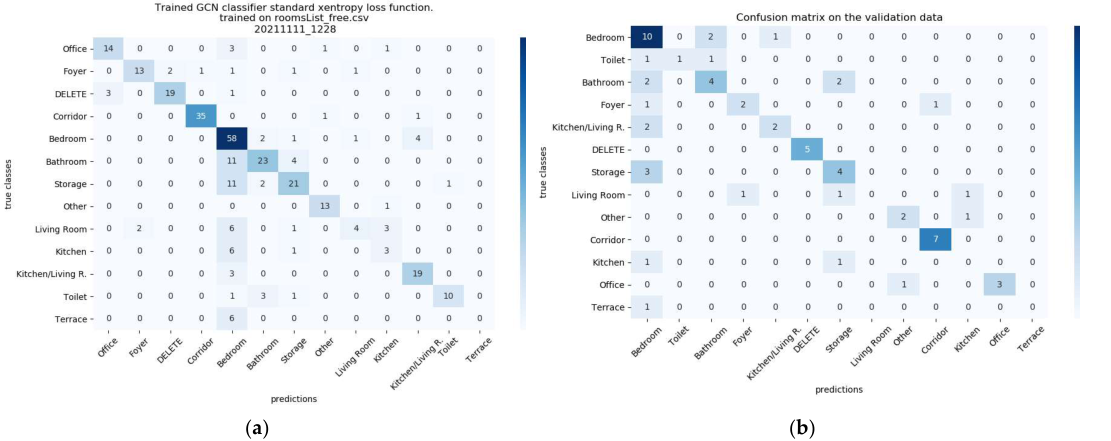 Trained GCN classifier standard xentropy loss function.
trained on roomsList_free.csv
20211111_1228
true classes
Office 14 0 0 0 3 0 0 1 0 1 0 0 0
Foyer 0 13 2 1 1 0 1 0 1 0 0 0 0
DELETE 3 0 19 0 1 0 0 0 0 0 0 0 0
Corridor 0 0 0 35 0 0 0 1 0 0 1 0 0
Bedroom 0 0 0 0 58 2 1 0 1 0 4 0 0
Bathroom 0 0 0 0 11 23 4 0 0 0 0 0 0
Storage 0 0 0 0 11 2 21 0 0 0 0 1 0
Other 0 0 0 0 0 0 0 13 0 1 0 0 0
Living Room 0 2 0 0 6 0 1 0 4 3 0 0 0
Kitchen 0 0 0 0 6 0 1 0 0 3 0 0 0
Kitchen/Living R. 0 0 0 0 3 0 0 0 0 0 19 0 0
Toilet 0 0 0 0 1 3 1 0 0 0 0 10 0
Terrace 0 0 0 0 6 0 0 0 0 0 0 0 0
Office Foyer DELETE Corridor Bedroom Bathroom Storage Other Living Room Kitchen Kitchen/Living R. Toilet Terrace
predictions
(a)
Confusion matrix on the validation data
true classes
Bedroom 10 0 2 0 1 0 0 0 0 0 0 0 0
Toilet 1 1 1 0 0 0 0 0 0 0 0 0 0
Bathroom 2 0 4 0 0 0 2 0 0 0 0 0 0
Foyer 1 0 0 2 0 0 0 0 0 1 0 0 0
Kitchen/Living R. 2 0 0 0 2 0 0 0 0 0 0 0 0
DELETE 0 0 0 0 0 5 0 0 0 0 0 0 0
Storage 3 0 0 0 0 0 4 0 0 0 0 0 0
Living Room 0 0 0 1 0 0 1 0 0 0 1 0 0
Other 0 0 0 0 0 0 0 0 2 0 1 0 0
Corridor 0 0 0 0 0 0 0 0 0 7 0 0 0
Kitchen 1 0 0 0 0 0 1 0 0 0 0 0 0
Office 0 0 0 0 0 0 0 0 1 0 0 3 0
Terrace 1 0 0 0 0 0 0 0 0 0 0 0 0
Bedroom Toilet Bathroom Foyer Kitchen/Living R. DELETE Storage Living Room Other Corridor Kitchen Office Terrace
predictions
(b)